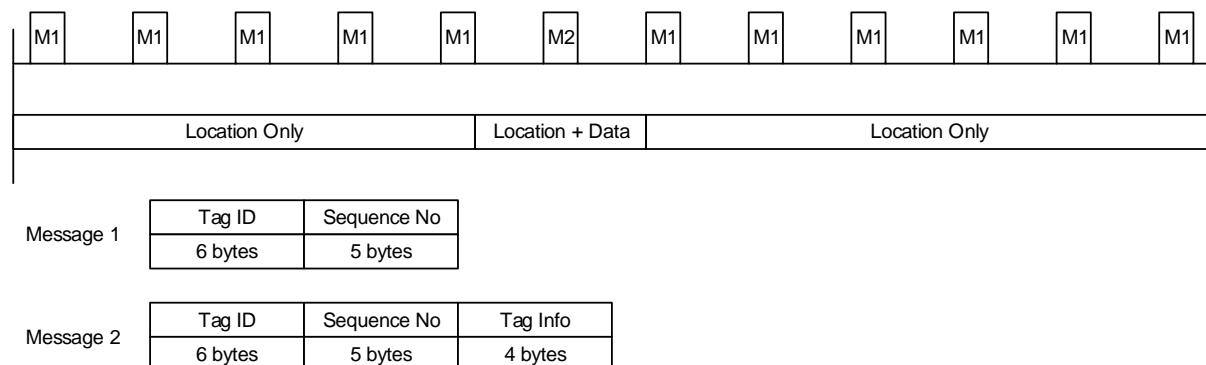 M1 M1 M1 M1 M1 M2 M1 M1 M1 M1 M1 M1
Location Only Location + Data Location Only
Tag ID Sequence No
Message 1
6 bytes 5 bytes
Tag ID Sequence No Tag Info
Message 2
6 bytes 5 bytes 4 bytes